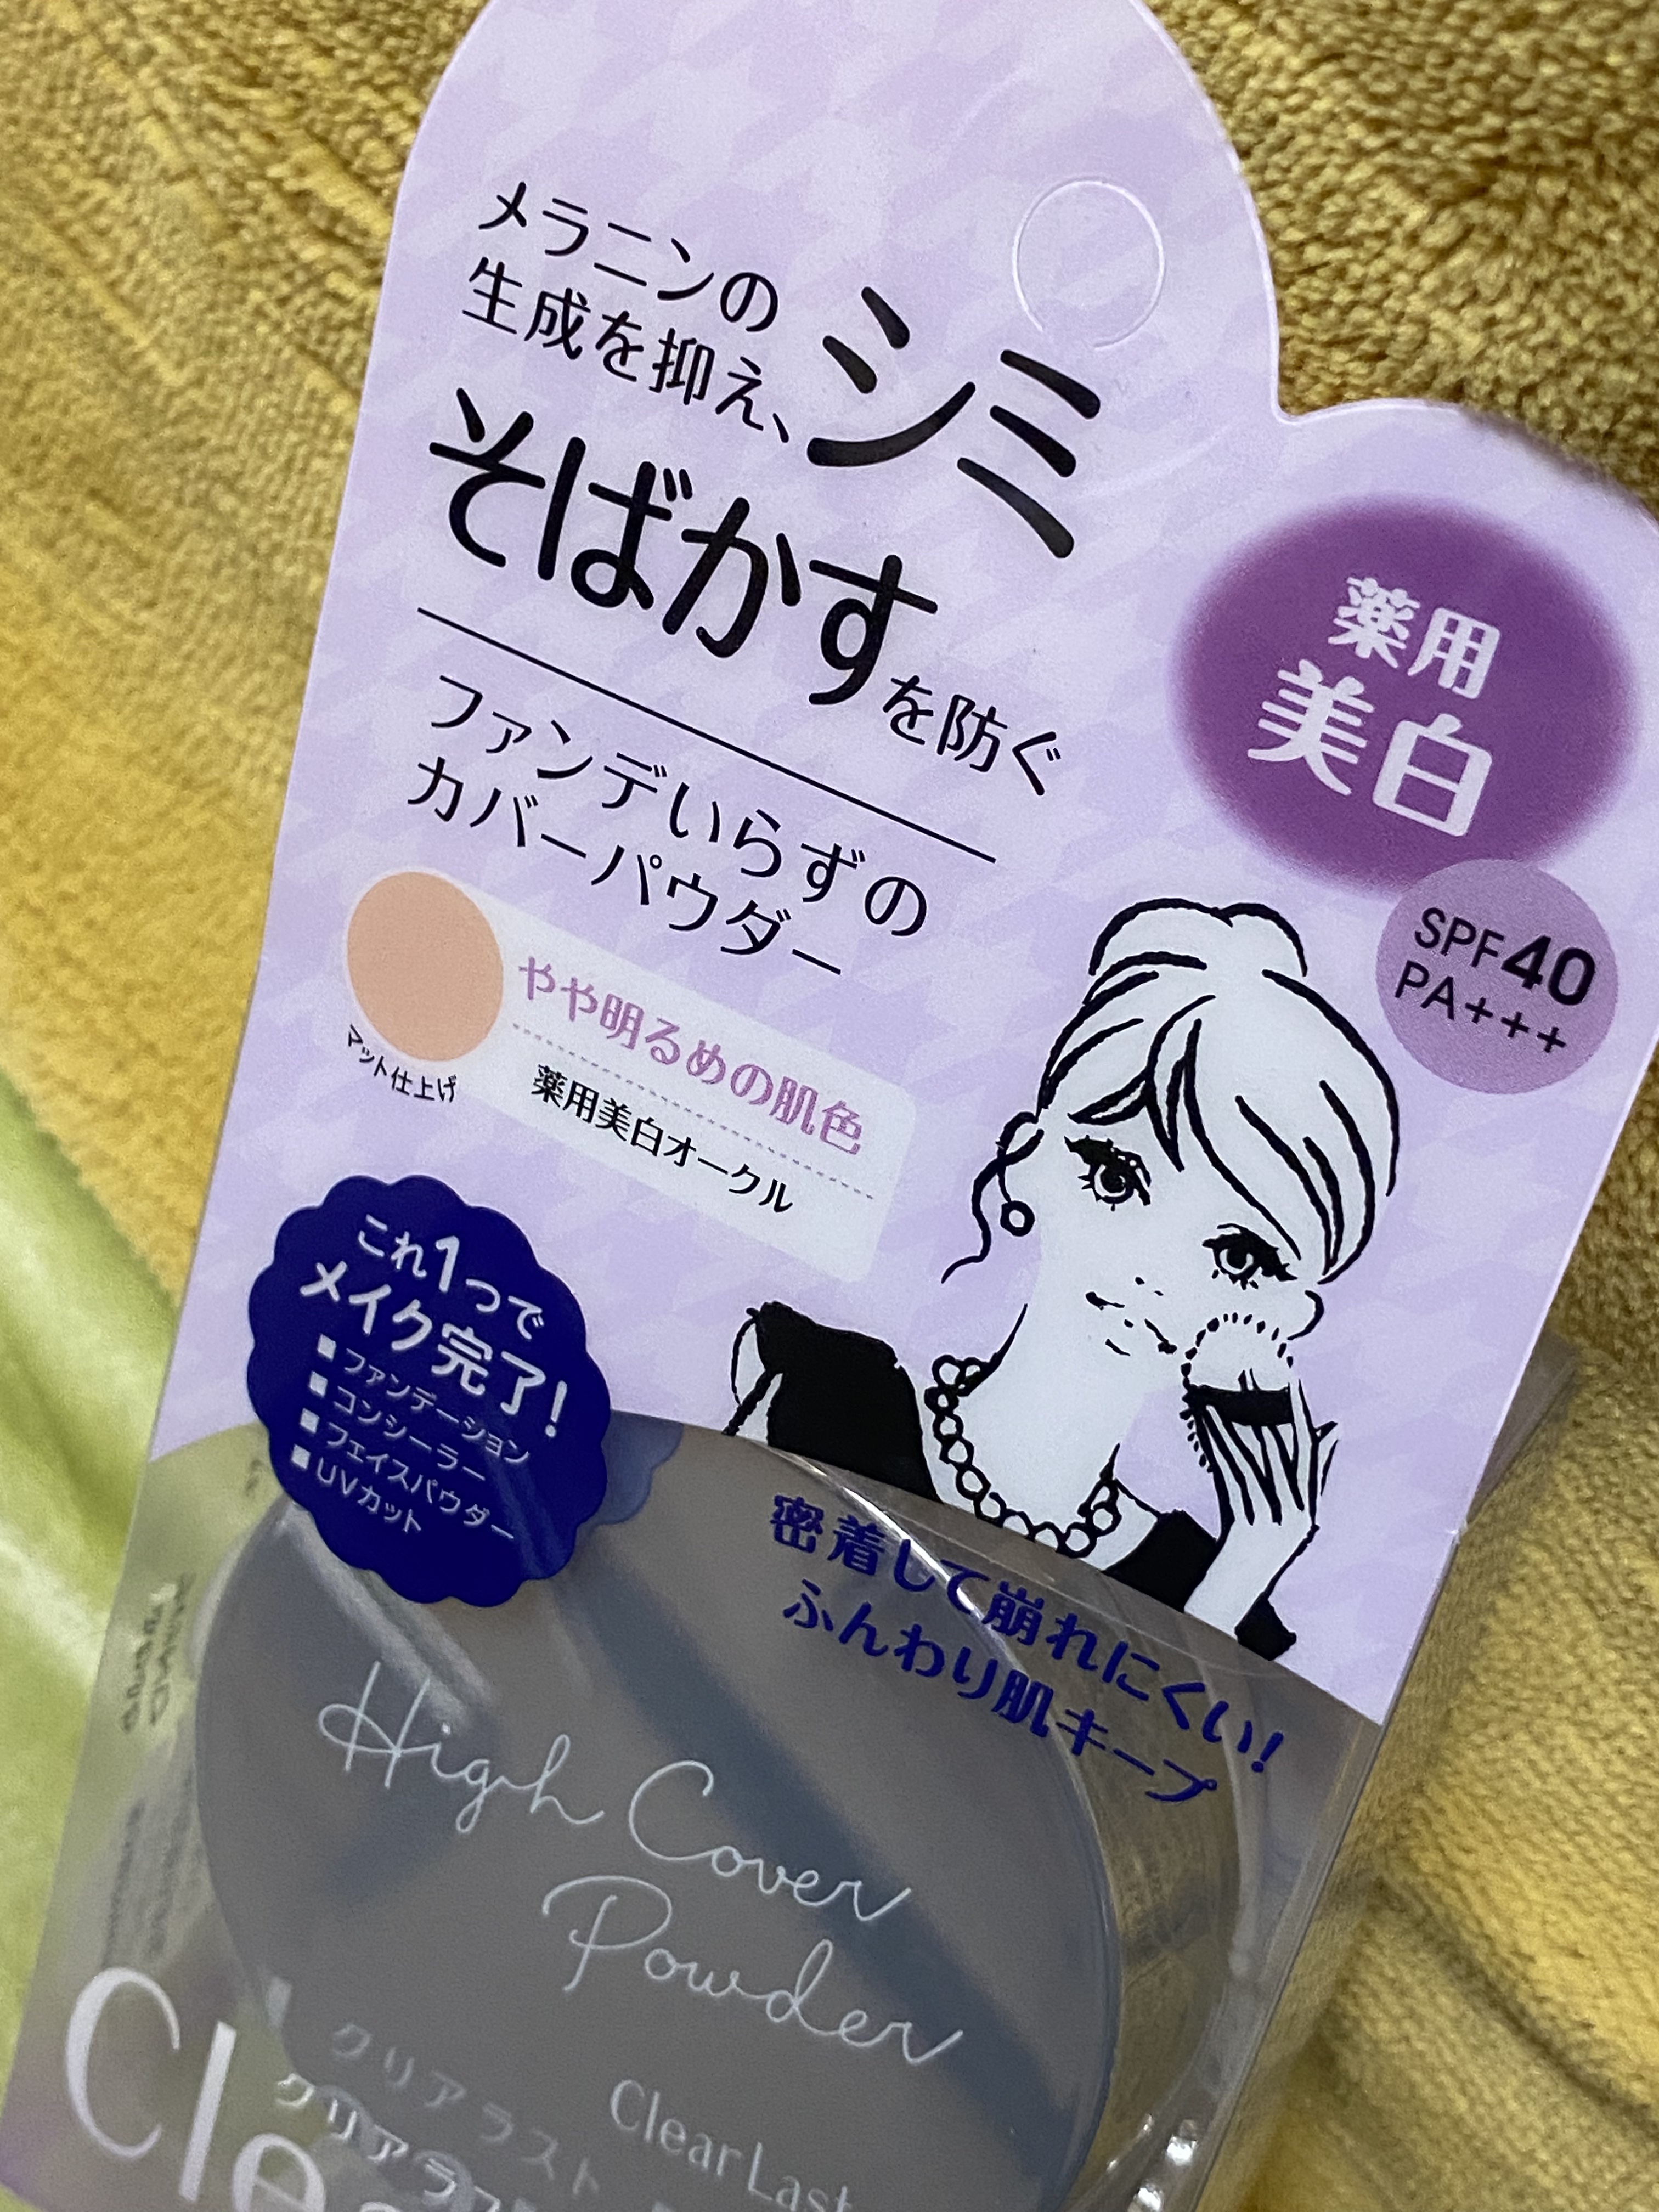 メラニンの
生成を抑え、シミ
そばかすを防ぐ
薬用
美白
SPF40
PA+++
ファンデいらずの
カバーパウダー
やや明るめの肌色
薬用美白オークル
マット仕上げ
これ1つで
メイク完了!
■ファンデーション
■コンシーラー
■フェイスパウダー
■UVカット
密着して崩れにくい!
ふんわり肌キープ
High Cover
Powder
クリアラスト
ClearLast